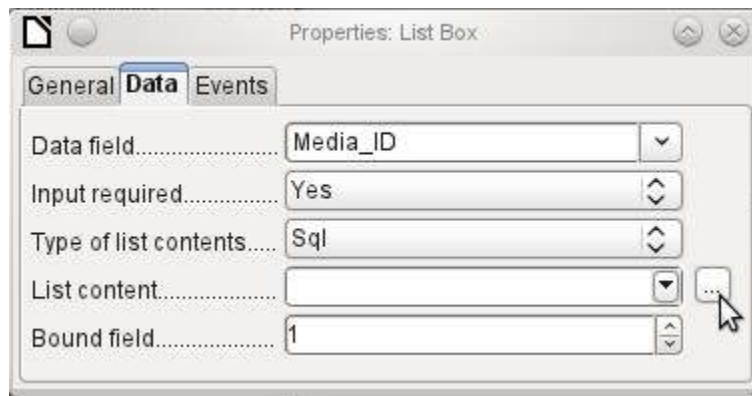 Properties: List Box
General Data Events
Data field....................... Media_ID
Input required................ Yes
Type of list contents..... Sql
List content.................... ...
Bound field.................... 1